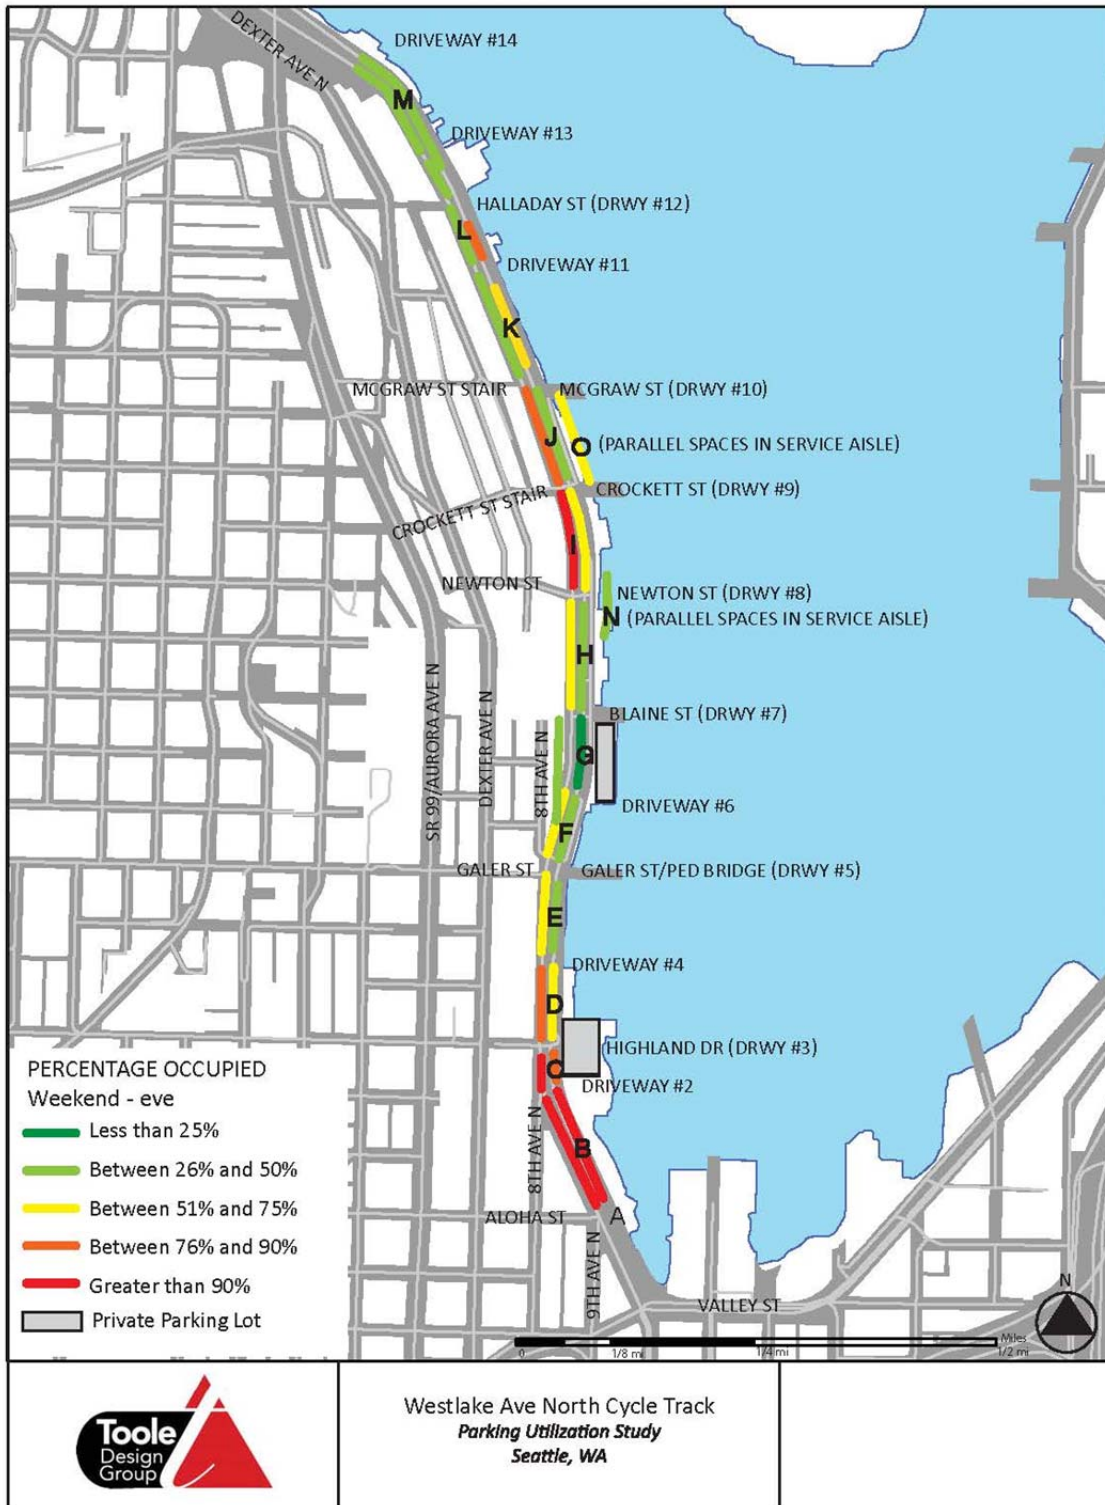 DEXTER AVE N
DRIVEWAY #14
M
DRIVEWAY #13
HALLADAY ST (DRWY #12)
L
DRIVEWAY #11
K
MCGRAW ST STAIR
MCGRAW ST (DRWY #10)
J
O
(PARALLEL SPACES IN SERVICE AISLE)
CROCKETT ST STAIR
CROCKETT ST (DRWY #9)
I
NEWTON ST
NEWTON ST (DRWY #8)
N
(PARALLEL SPACES IN SERVICE AISLE)
H
SR 99/AURORA AVE N
DEXTER AVE N
8TH AVE N
BLAINE ST (DRWY #7)
G
DRIVEWAY #6
F
GALER ST
GALER ST/PED BRIDGE (DRWY #5)
E
DRIVEWAY #4
D
HIGHLAND DR (DRWY #3)
C
DRIVEWAY #2
8TH AVE N
B
ALOHA ST
A
9TH AVE N
VALLEY ST
PERCENTAGE OCCUPIED
Weekend - eve
Less than 25%
Between 26% and 50%
Between 51% and 75%
Between 76% and 90%
Greater than 90%
Private Parking Lot
N
Miles
0
1/8 mi
1/4 mi
1/2 mi
Toole
Design
Group
Westlake Ave North Cycle Track
Parking Utilization Study
Seattle, WA